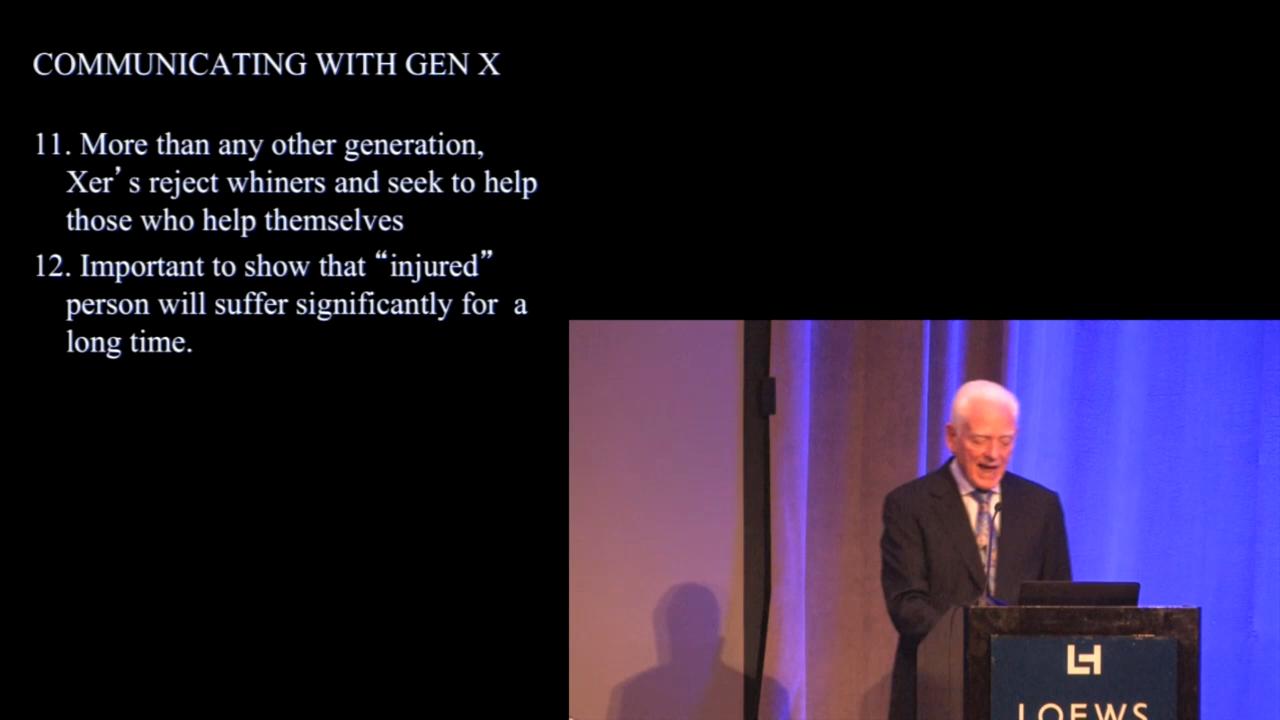 COMMUNICATING WITH GEN X
11. More than any other generation,
Xer’s reject whiners and seek to help
those who help themselves
12. Important to show that “injured”
person will suffer significantly for a
long time.
LOEWS